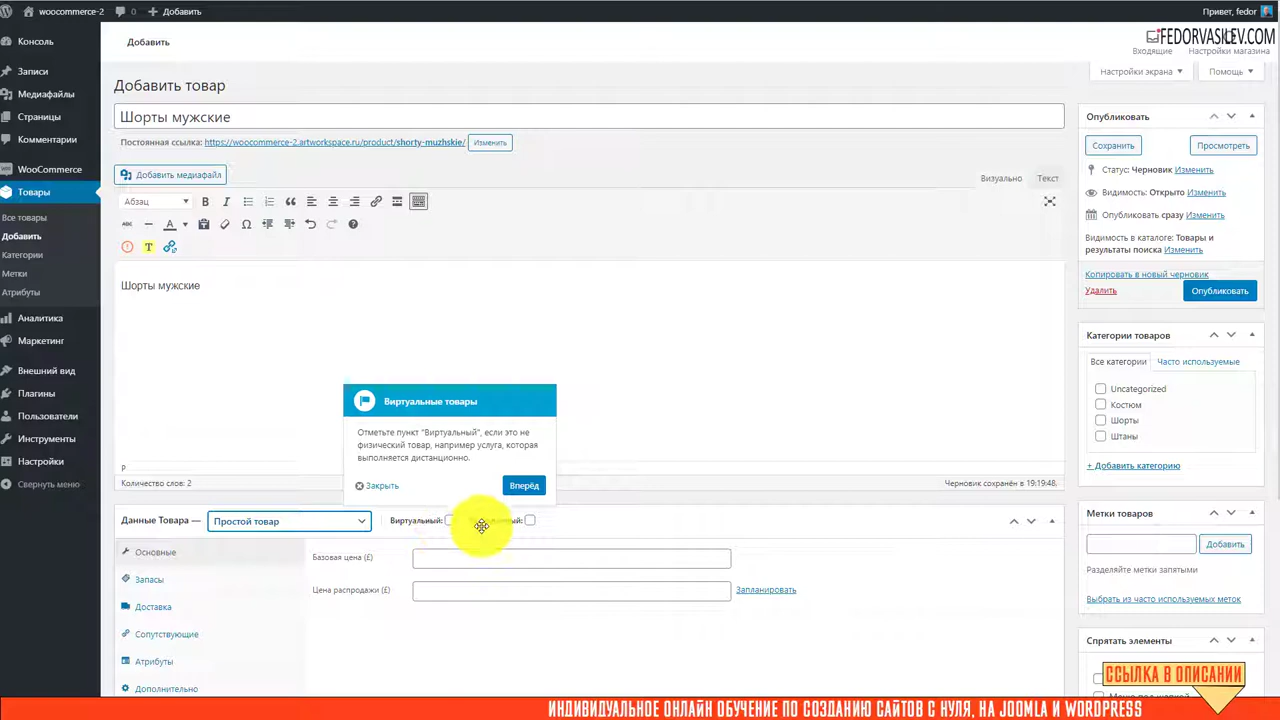 woocommerce-2 0 Добавить Привет, fedor
FEDORVASILEV.COM
Консоль
Записи
Медиафайлы
Страницы
Комментарии
WooCommerce
Товары
Все товары
Добавить
Категории
Метки
Атрибуты
Аналитика
Маркетинг
Внешний вид
Плагины
Пользователи
Инструменты
Настройки
Свернуть меню
Добавить
Входящие Настройки магазина
Настройки экрана Помощь
Добавить товар
Шорты мужские
Постоянная ссылка: https://woocommerce-2.artworkspace.ru/product/shorty-muzhskie/ Изменить
Добавить медиафайл
Визуально Текст
Абзац
Шорты мужские
Виртуальные товары
Отметьте пункт "Виртуальный", если это не
физический товар, например услуга, которая
выполняется дистанционно.
Закрыть Вперёд
P
Количество слов: 2 Черновик сохранён в 19:19:48.
Данные Товара — Простой товар Виртуальный:
Основные
Запасы
Доставка
Сопутствующие
Атрибуты
Дополнительно
Базовая цена (£)
Цена распродажи (£) Запланировать
Опубликовать
Сохранить Просмотреть
Статус: Черновик Изменить
Видимость: Открыто Изменить
Опубликовать сразу Изменить
Видимость в каталоге: Товары и
результаты поиска Изменить
Копировать в новый черновик
Удалить Опубликовать
Категории товаров
Все категории Часто используемые
Uncategorized
Костюм
Шорты
Штаны
+ Добавить категорию
Метки товаров
Добавить
Разделяйте метки запятыми
Выбрать из часто используемых меток
Спрятать элементы
ССЫЛКА В ОПИСАНИИ
ИНДИВИДУАЛЬНОЕ ОНЛАЙН ОБУЧЕНИЕ ПО СОЗДАНИЮ САЙТОВ С НУЛЯ, НА JOOMLA И WORDPRESS